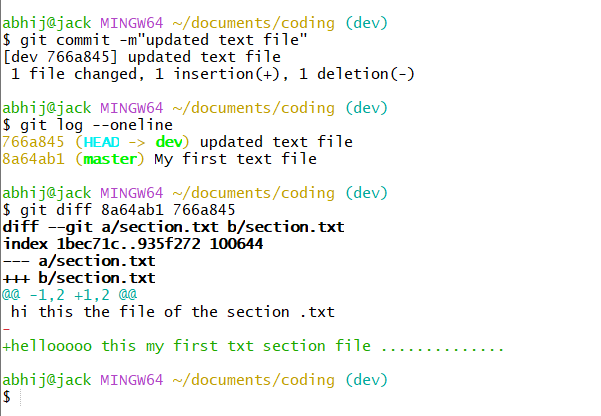 abhij@jack MINGW64 ~/documents/coding (dev)
$ git commit -m"updated text file"
[dev 766a845] updated text file
 1 file changed, 1 insertion(+), 1 deletion(-)

abhij@jack MINGW64 ~/documents/coding (dev)
$ git log --oneline
766a845 (HEAD -> dev) updated text file
8a64ab1 (master) My first text file

abhij@jack MINGW64 ~/documents/coding (dev)
$ git diff 8a64ab1 766a845
diff --git a/section.txt b/section.txt
index 1bec71c..935f272 100644
--- a/section.txt
+++ b/section.txt
@@ -1,2 +1,2 @@
 hi this the file of the section .txt
-
+hellooooo this my first txt section file ..............

abhij@jack MINGW64 ~/documents/coding (dev)
$